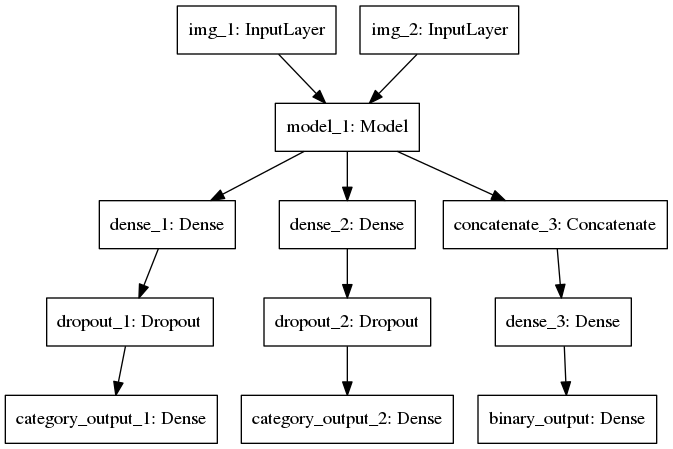 img_1: InputLayer
img_2: InputLayer
model_1: Model
dense_1: Dense
dense_2: Dense
concatenate_3: Concatenate
dropout_1: Dropout
dropout_2: Dropout
dense_3: Dense
category_output_1: Dense
category_output_2: Dense
binary_output: Dense